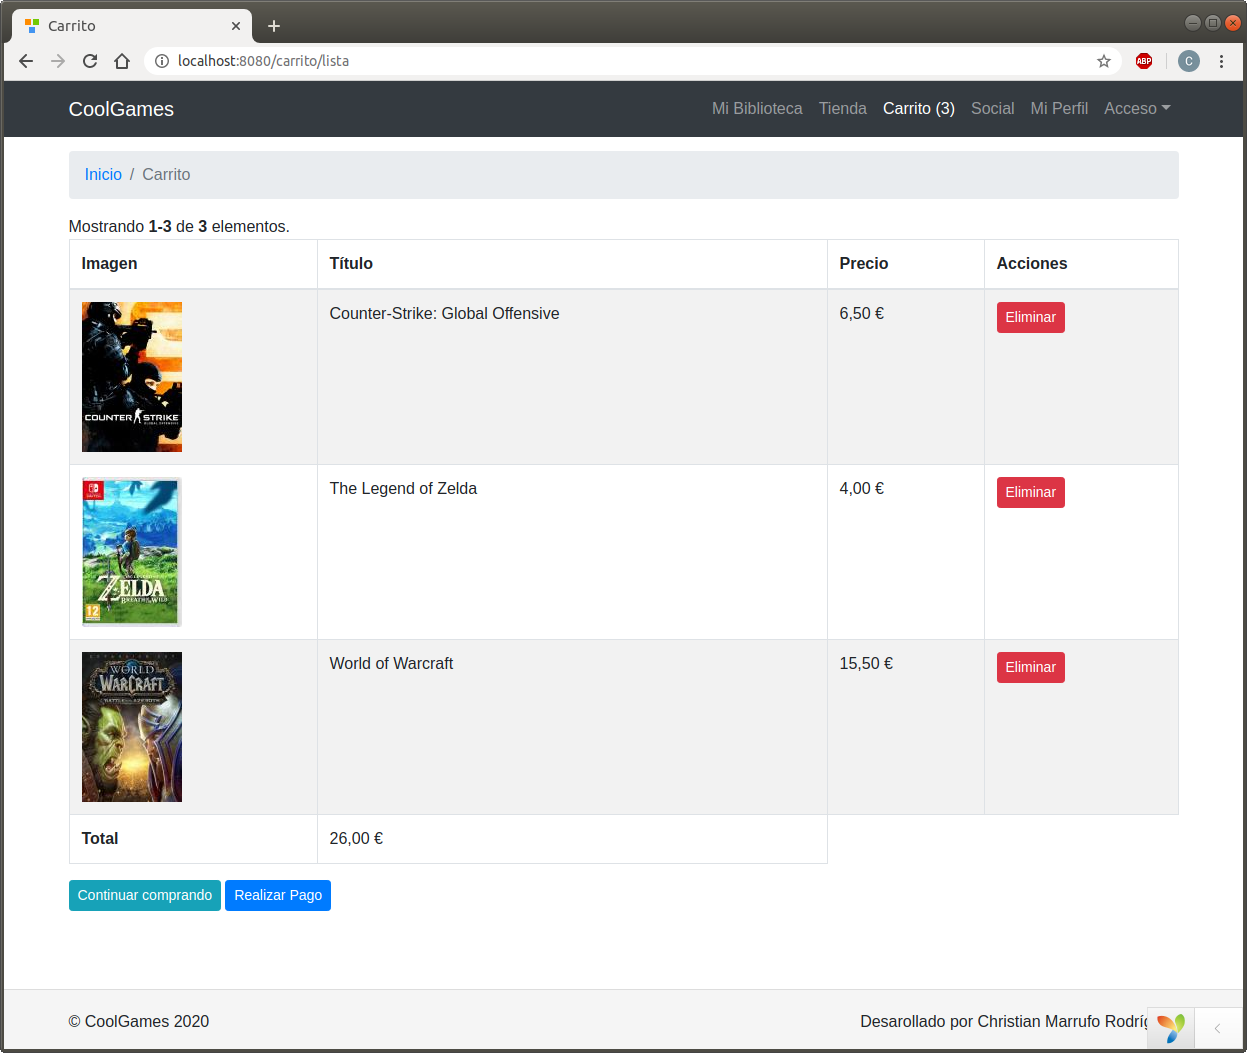 Carrito
localhost:8080/carrito/lista
ABP
C
CoolGames
Mi Biblioteca Tienda Carrito (3) Social Mi Perfil Acceso
Inicio / Carrito
Mostrando 1-3 de 3 elementos.
Imagen Título Precio Acciones
Counter-Strike: Global Offensive 6,50 € Eliminar
COUNTER STRIKE
GLOBAL OFFENSIVE
The Legend of Zelda 4,00 € Eliminar
ZELDA
BREATH OF THE WILD
12
World of Warcraft 15,50 € Eliminar
WORLD
WARCRAFT
BATTLE FOR AZEROTH
Total 26,00 €
Continuar comprando Realizar Pago
© CoolGames 2020
Desarollado por Christian Marrufo Rodríg